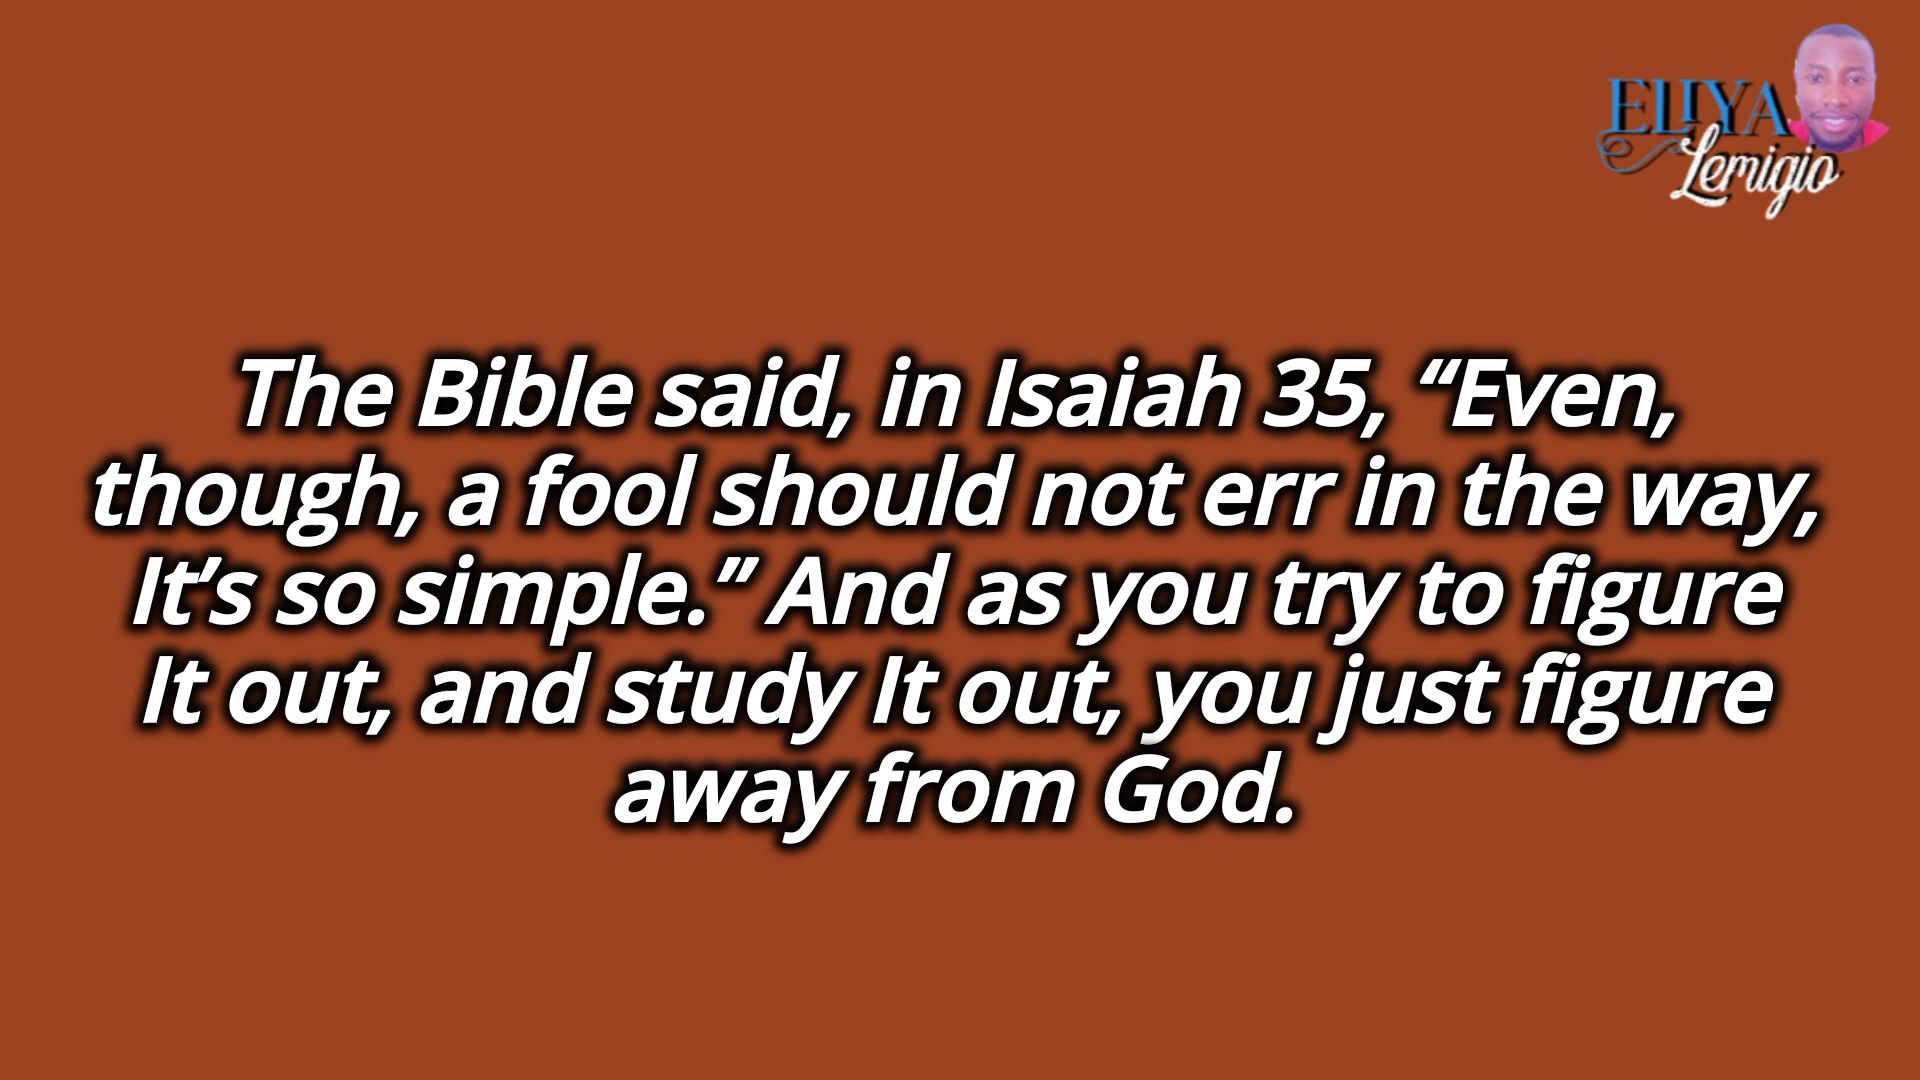 ELIYA
Lemigio
The Bible said, in Isaiah 35, “Even,
though, a fool should not err in the way,
It’s so simple.” And as you try to figure
It out, and study It out, you just figure
away from God.